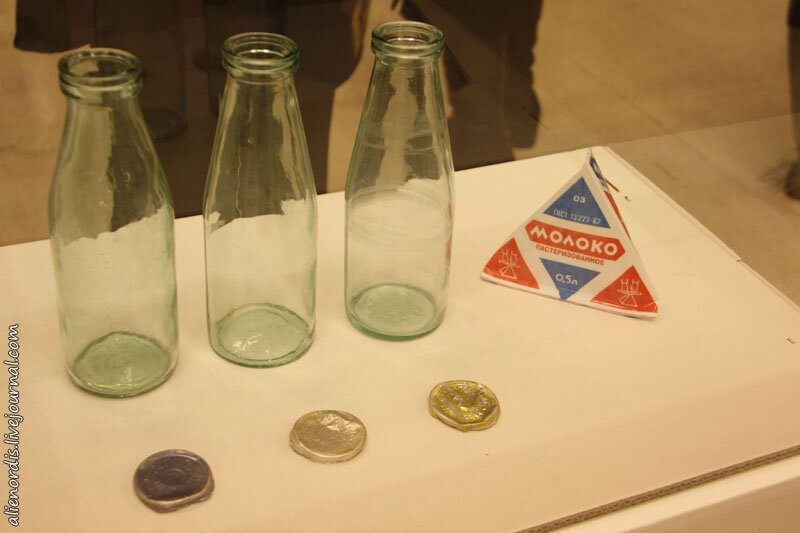 03
ГОСТ 13277-67
МОЛОКО
ПАСТЕРИЗОВАННОЕ
0,5л
alienordis.livejournal.com